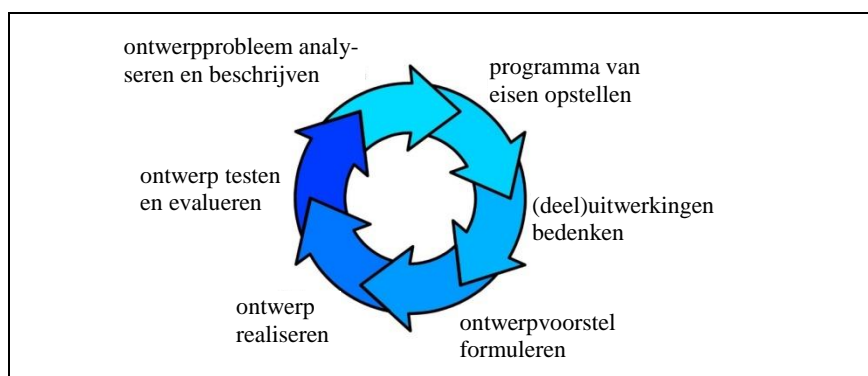 ontwerpprobleem analy-
seren en beschrijven
programma van
eisen opstellen
(deel)uitwerkingen
bedenken
ontwerpvoorstel
formuleren
ontwerp
realiseren
ontwerp testen
en evalueren